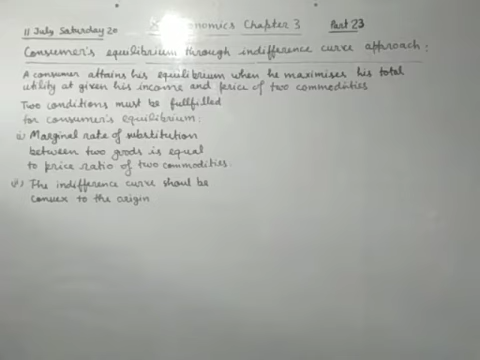 11 July Saturday 20
Economics Chapter 3
Part 23
Consumer's equilibrium through indifference curve approach:
A consumer attains his equilibrium when he maximises his total
utility at given his income and price of two commodities
Two conditions must be fullfilled
for consumer's equilibrium:
i) Marginal rate of substitution
between two goods is equal
to price ratio of two commodities.
ii) The indifference curve shoul be
convex to the origin